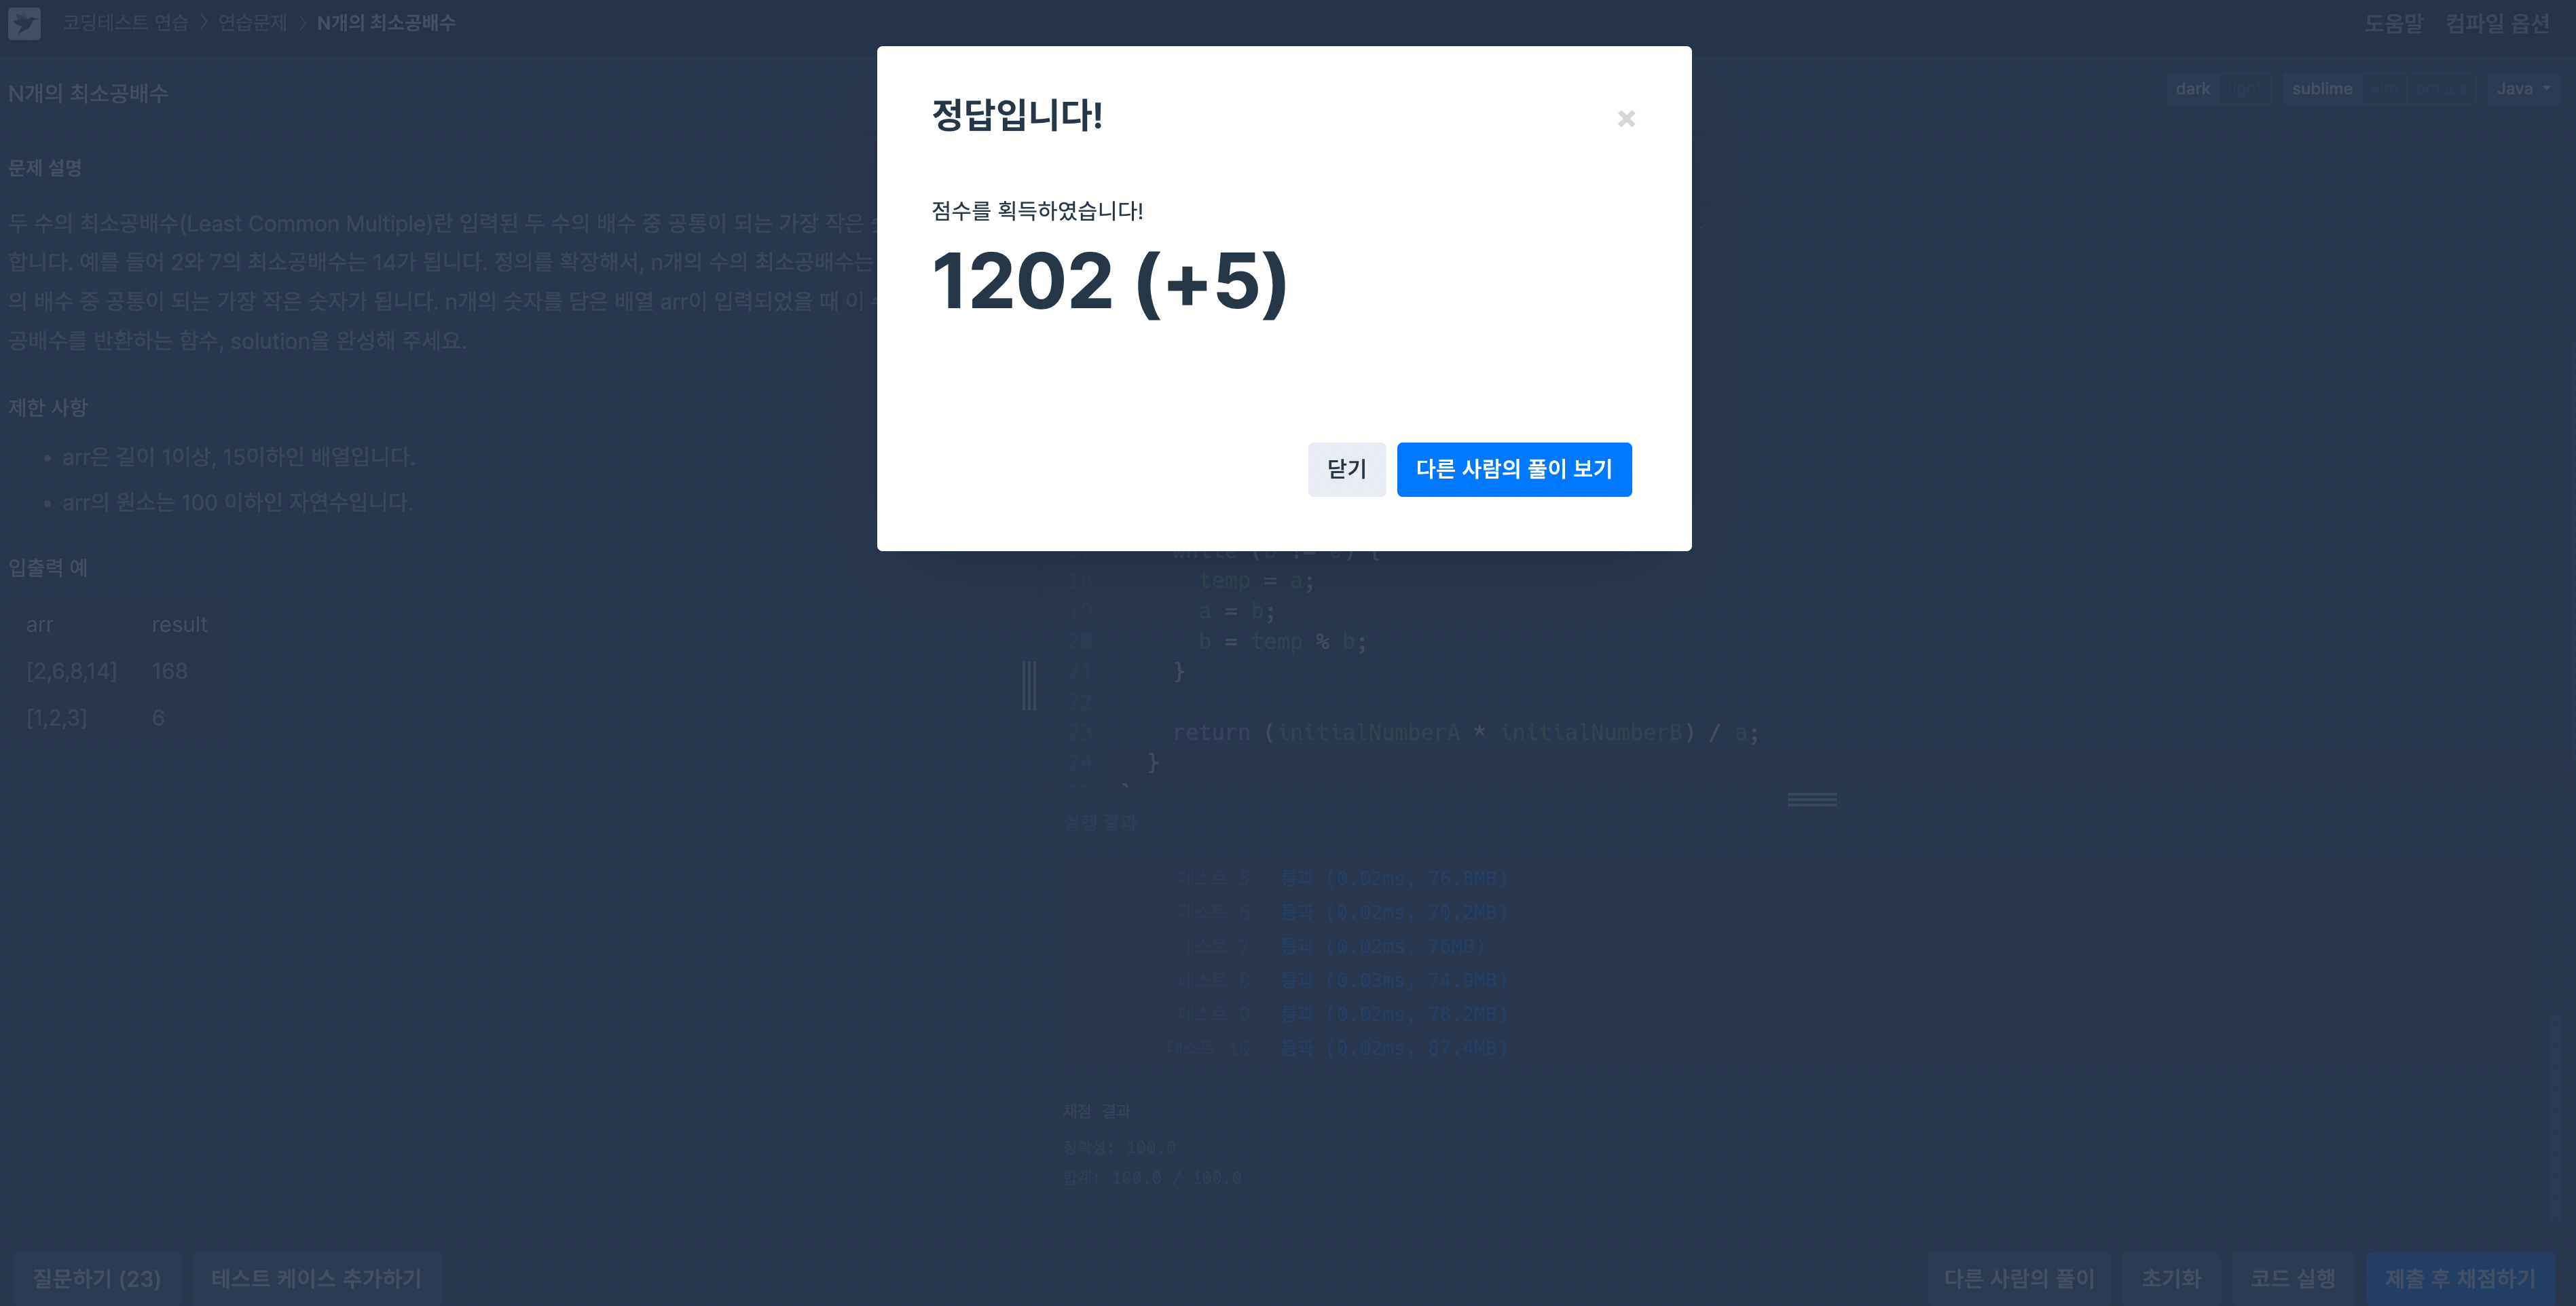 코딩테스트 연습 > 연습문제 > N개의 최소공배수
도움말 컴파일 옵션
N개의 최소공배수
dark light sublime vim emacs Java
정답입니다!
점수를 획득하였습니다!
1202 (+5)
닫기 다른 사람의 풀이 보기
문제 설명
두 수의 최소공배수(Least Common Multiple)란 입력된 두 수의 배수 중 공통이 되는 가장 작은
합니다. 예를 들어 2와 7의 최소공배수는 14가 됩니다. 정의를 확장해서, n개의 수의 최소공배수는
의 배수 중 공통이 되는 가장 작은 숫자가 됩니다. n개의 숫자를 담은 배열 arr이 입력되었을 때 이
공배수를 반환하는 함수, solution을 완성해 주세요.
제한 사항
• arr은 길이 1이상, 15이하인 배열입니다.
• arr의 원소는 100 이하인 자연수입니다.
입출력 예
arr result
[2,6,8,14] 168
[1,2,3] 6
18 temp = a;
19 a = b;
20 b = temp % b;
21 }
22
23 return (initialNumberA * initialNumberB) / a;
24 }
실행 결과
테스트 5 통과 (0.02ms, 76.8MB)
테스트 6 통과 (0.02ms, 70.2MB)
테스트 7 통과 (0.02ms, 76MB)
테스트 8 통과 (0.03ms, 74.9MB)
테스트 9 통과 (0.02ms, 78.2MB)
테스트 10 통과 (0.02ms, 87.4MB)
채점 결과
정확성: 100.0
합계: 100.0 / 100.0
질문하기 (23) 테스트 케이스 추가하기
다른 사람의 풀이 초기화 코드 실행 제출 후 채점하기